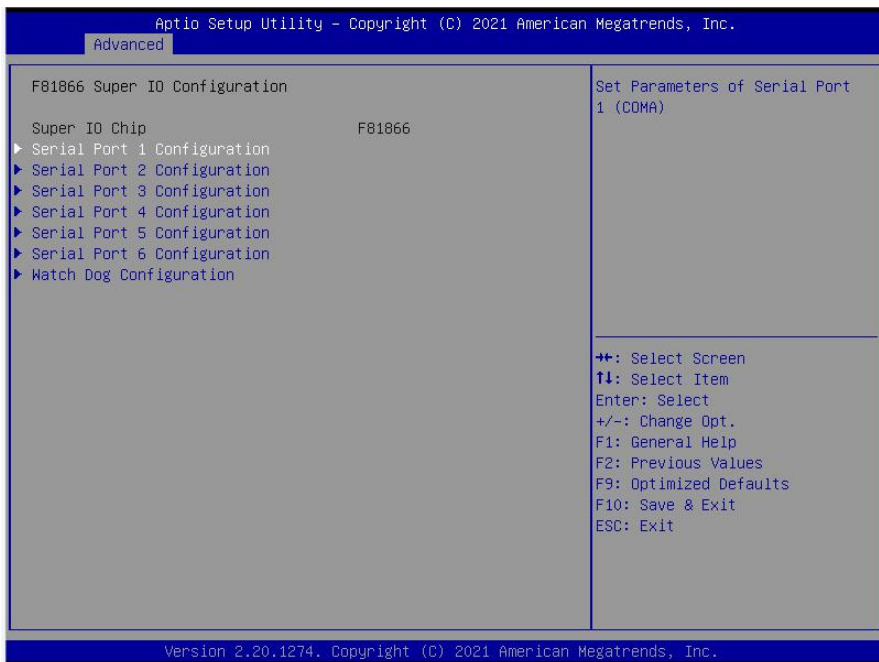 Aptio Setup Utility – Copyright (C) 2021 American Megatrends, Inc.
Advanced
F81866 Super IO Configuration
Super IO Chip F81866
Serial Port 1 Configuration
Serial Port 2 Configuration
Serial Port 3 Configuration
Serial Port 4 Configuration
Serial Port 5 Configuration
Serial Port 6 Configuration
Watch Dog Configuration
Set Parameters of Serial Port
1 (COMA)
→←: Select Screen
↑↓: Select Item
Enter: Select
+/-: Change Opt.
F1: General Help
F2: Previous Values
F9: Optimized Defaults
F10: Save & Exit
ESC: Exit
Version 2.20.1274. Copyright (C) 2021 American Megatrends, Inc.